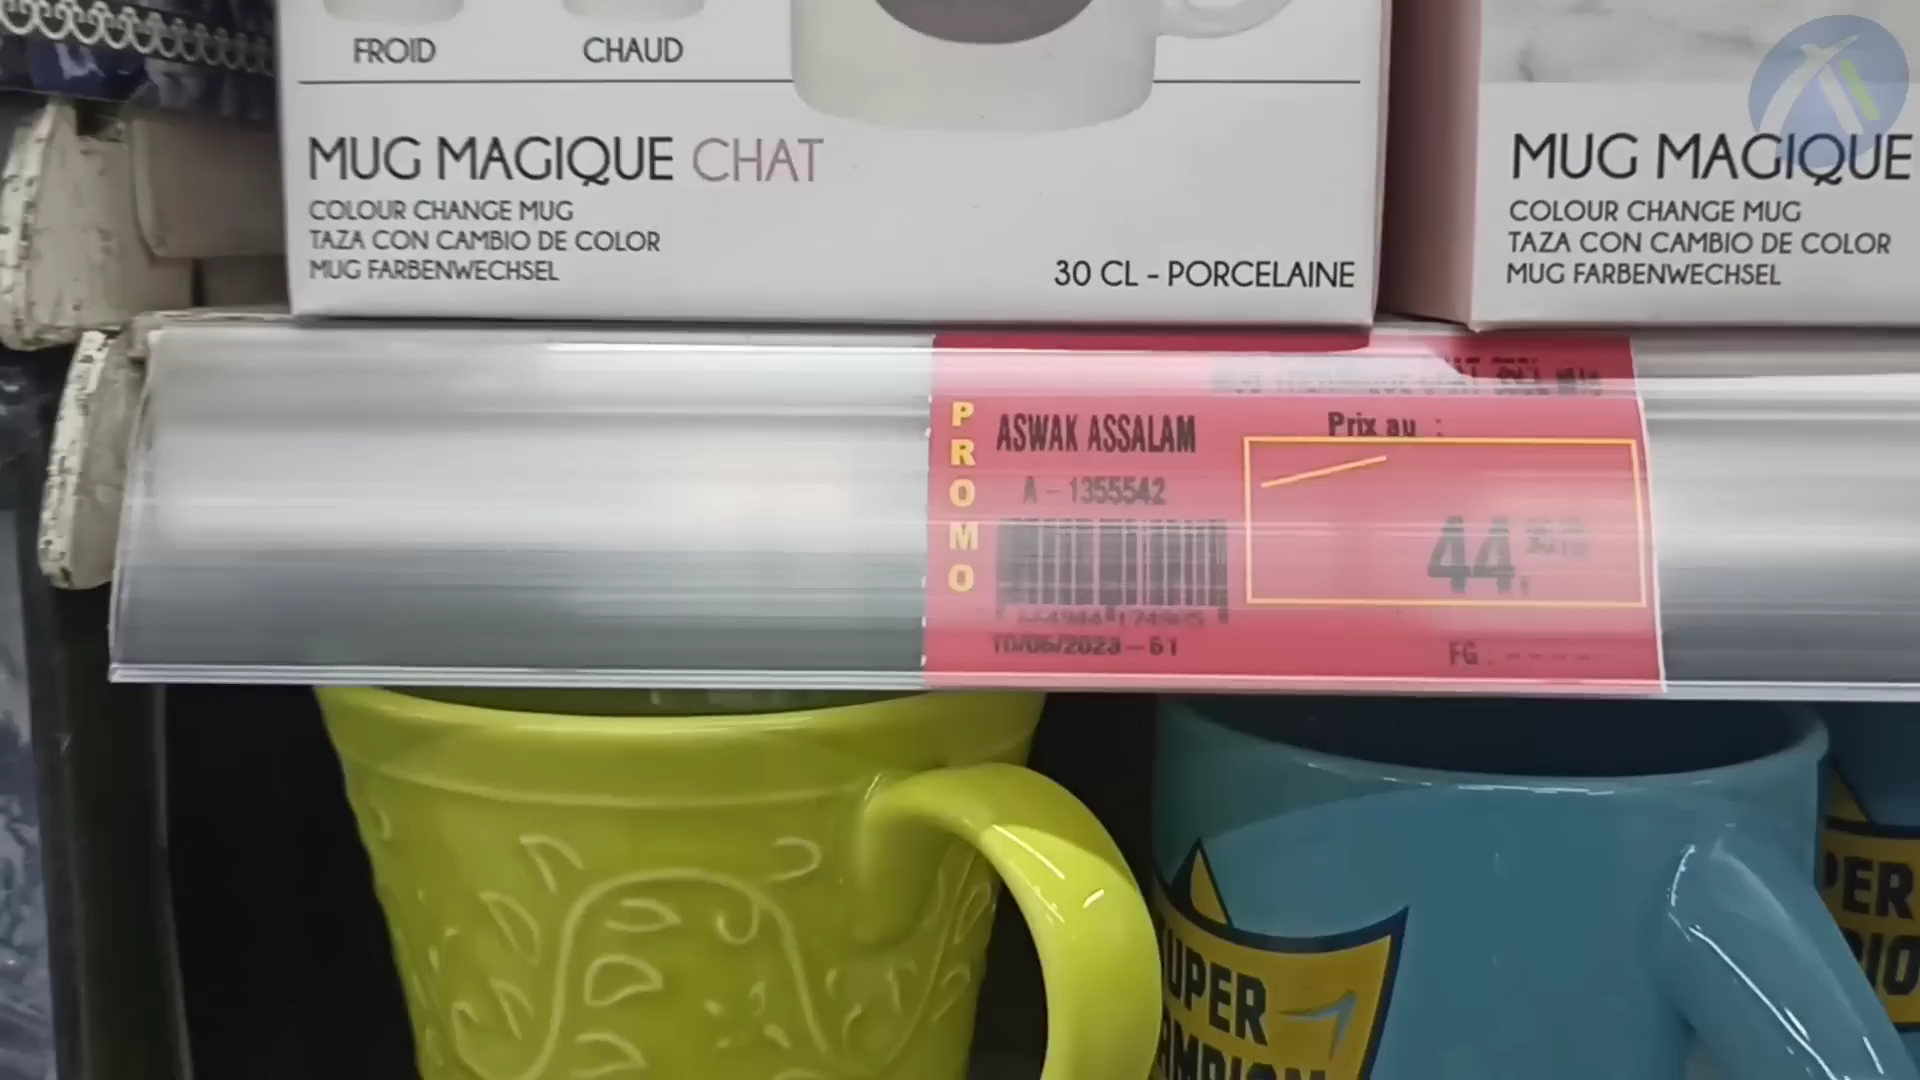 FROID
CHAUD
MUG MAGIQUE CHAT
COLOUR CHANGE MUG
TAZA CON CAMBIO DE COLOR
MUG FARBENWECHSEL
30 CL - PORCELAINE
MUG MAGIQUE
COLOUR CHANGE MUG
TAZA CON CAMBIO DE COLOR
MUG FARBENWECHSEL
PROMO
ASWAK ASSALAM
Prix au :
A - 1355542
44,
10/06/2023 - 61
FG
SUPER